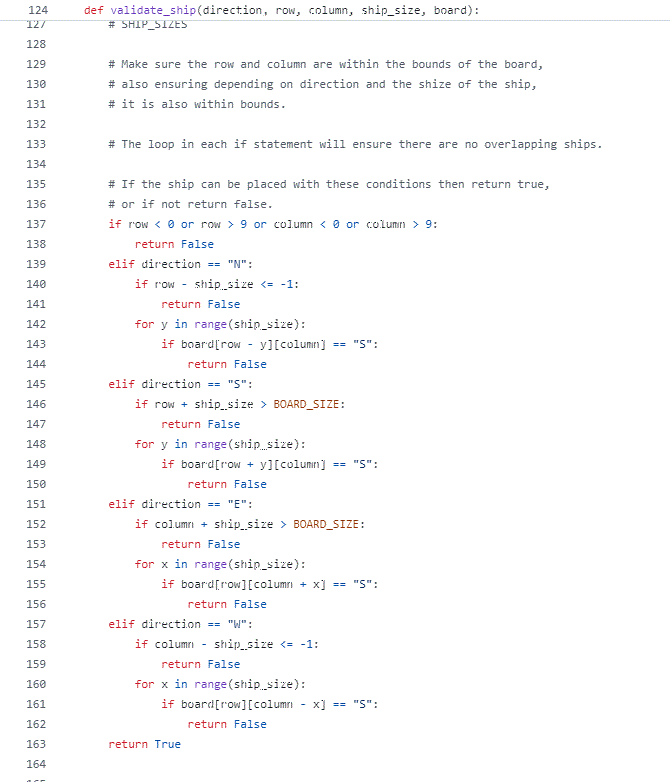 124 def validate_ship(direction, row, column, ship_size, board):
127 # SHIP_SIZES
128
129 # Make sure the row and column are within the bounds of the board,
130 # also ensuring depending on direction and the shize of the ship,
131 # it is also within bounds.
132
133 # The loop in each if statement will ensure there are no overlapping ships.
134
135 # If the ship can be placed with these conditions then return true,
136 # or if not return false.
137 if row < 0 or row > 9 or column < 0 or column > 9:
138 return False
139 elif direction == "N":
140 if row - ship_size <= -1:
141 return False
142 for y in range(ship_size):
143 if board[row - y][column] == "S":
144 return False
145 elif direction == "S":
146 if row + ship_size > BOARD_SIZE:
147 return False
148 for y in range(ship_size):
149 if board[row + y][column] == "S":
150 return False
151 elif direction == "E":
152 if column + ship_size > BOARD_SIZE:
153 return False
154 for x in range(ship_size):
155 if board[row][column + x] == "S":
156 return False
157 elif direction == "W":
158 if column - ship_size <= -1:
159 return False
160 for x in range(ship_size):
161 if board[row][column - x] == "S":
162 return False
163 return True
164